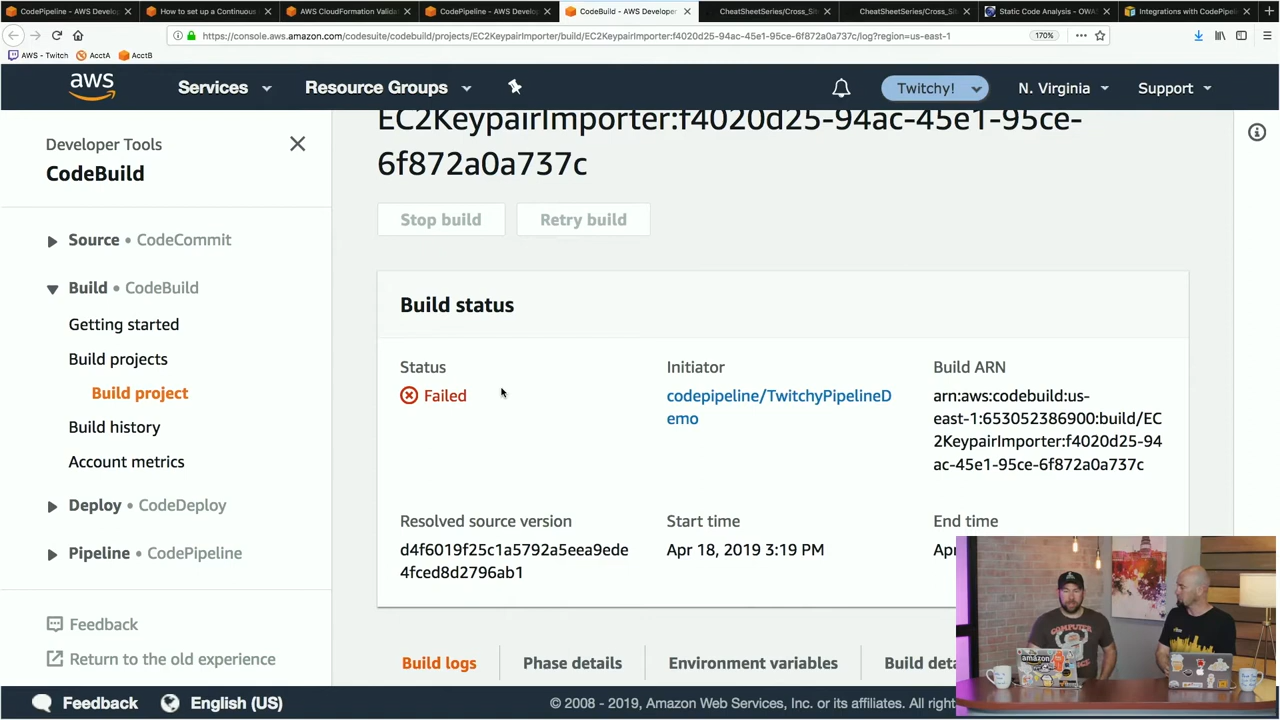 CodePipeline - AWS Develo
How to set up a Continuous
AWS CloudFormation Valida
CodePipeline - AWS Develo
CodeBuild - AWS Developer
CheatSheetSeries/Cross_Sit
CheatSheetSeries/Cross_Sit
Static Code Analysis - OWA
Integrations with CodePipel
https://console.aws.amazon.com/codesuite/codebuild/projects/EC2KeypairImporter/build/EC2KeypairImporter:f4020d25-94ac-45e1-95ce-6f872a0a737c/log?region=us-east-1
170%
AWS - Twitch
AcctA
AcctB
aws
Services
Resource Groups
Twitchy!
N. Virginia
Support
Developer Tools
CodeBuild
Source • CodeCommit
Build • CodeBuild
Getting started
Build projects
Build project
Build history
Account metrics
Deploy • CodeDeploy
Pipeline • CodePipeline
Feedback
Return to the old experience
EC2KeypairImporter:f4020d25-94ac-45e1-95ce-
6f872a0a737c
Stop build
Retry build
Build status
Status
Failed
Initiator
codepipeline/TwitchyPipelineD
emo
Build ARN
arn:aws:codebuild:us-
east-1:653052386900:build/EC
2KeypairImporter:f4020d25-94
ac-45e1-95ce-6f872a0a737c
Resolved source version
d4f6019f25c1a5792a5eea9ede
4fced8d2796ab1
Start time
Apr 18, 2019 3:19 PM
End time
Build logs
Phase details
Environment variables
Build deta
COMPUTER
amazon
Feedback
English (US)
© 2008 - 2019, Amazon Web Services, Inc. or its affiliates. All right